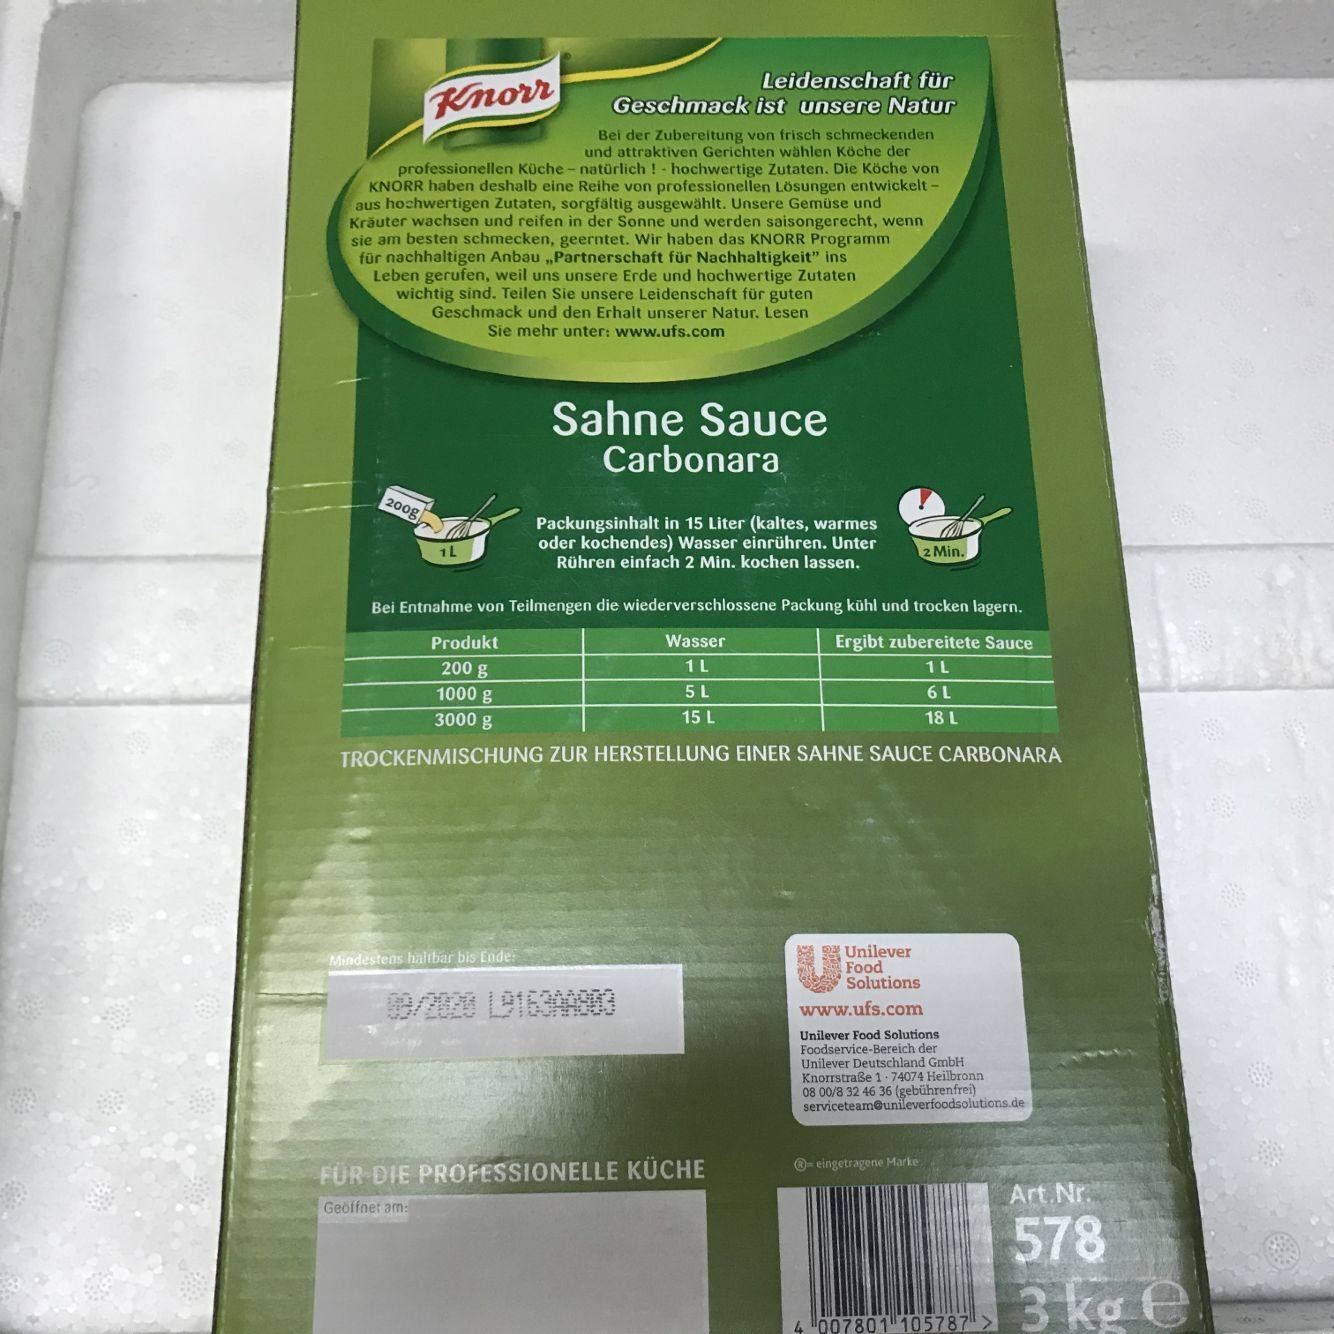 Knorr
Leidenschaft für
Geschmack ist unsere Natur
Bei der Zubereitung von frisch schmeckenden
und attraktiven Gerichten wählen Köche der
professionellen Küche – natürlich ! - hochwertige Zutaten. Die Köche von
KNORR haben deshalb eine Reihe von professionellen Lösungen entwickelt –
aus hochwertigen Zutaten, sorgfältig ausgewählt. Unsere Gemüse und
Kräuter wachsen und reifen in der Sonne und werden saisongerecht, wenn
sie am besten schmecken, geerntet. Wir haben das KNORR Programm
für nachhaltigen Anbau „Partnerschaft für Nachhaltigkeit” ins
Leben gerufen, weil uns unsere Erde und hochwertige Zutaten
wichtig sind. Teilen Sie unsere Leidenschaft für guten
Geschmack und den Erhalt unserer Natur. Lesen
Sie mehr unter: www.ufs.com
Sahne Sauce
Carbonara
200g
1 L
Packungsinhalt in 15 Liter (kaltes, warmes
oder kochendes) Wasser einrühren. Unter
Rühren einfach 2 Min. kochen lassen.
2 Min.
Bei Entnahme von Teilmengen die wiederverschlossene Packung kühl und trocken lagern.
Produkt Wasser Ergibt zubereitete Sauce
200 g 1 L 1 L
1000 g 5 L 6 L
3000 g 15 L 18 L
TROCKENMISCHUNG ZUR HERSTELLUNG EINER SAHNE SAUCE CARBONARA
Mindestens haltbar bis Ende:
09/2020 L9163AA903
Unilever
Food
Solutions
www.ufs.com
Unilever Food Solutions
Foodservice-Bereich der
Unilever Deutschland GmbH
Knorrstraße 1 · 74074 Heilbronn
08 00/8 32 46 36 (gebührenfrei)
serviceteam@unileverfoodsolutions.de
FÜR DIE PROFESSIONELLE KÜCHE
Geöffnet am:
®= eingetragene Marke
Art.Nr.
578
3 kg e
4 007801 105787 >